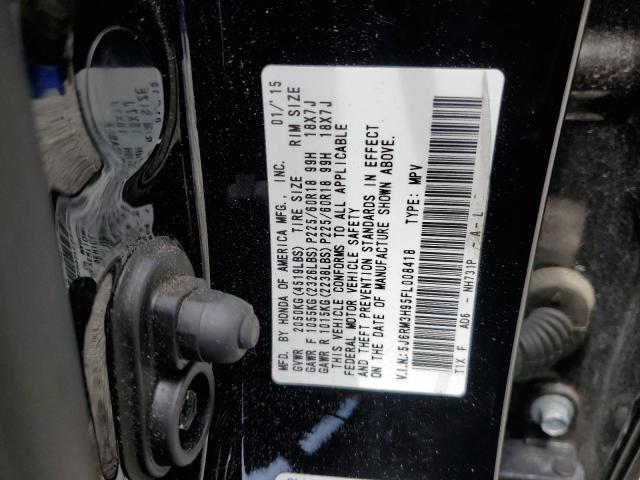 MFD. BY HONDA OF AMERICA MFG., INC. 01/'15
GVWR 2050KG(4519LBS) TIRE SIZE RIM SIZE
GAWR F 1055KG(2326LBS)P225/60R18 99H 18X7J
GAWR R 1015KG(2238LBS)P225/60R18 99H 18X7J
THIS VEHICLE CONFORMS TO ALL APPLICABLE
FEDERAL MOTOR VEHICLE SAFETY
AND THEFT PREVENTION STANDARDS IN EFFECT
ON THE DATE OF MANUFACTURE SHOWN ABOVE.
V.I.N.:5J6RM3H95FL008418 TYPE: MPV
T1X F AD6 - NH731P - A - L